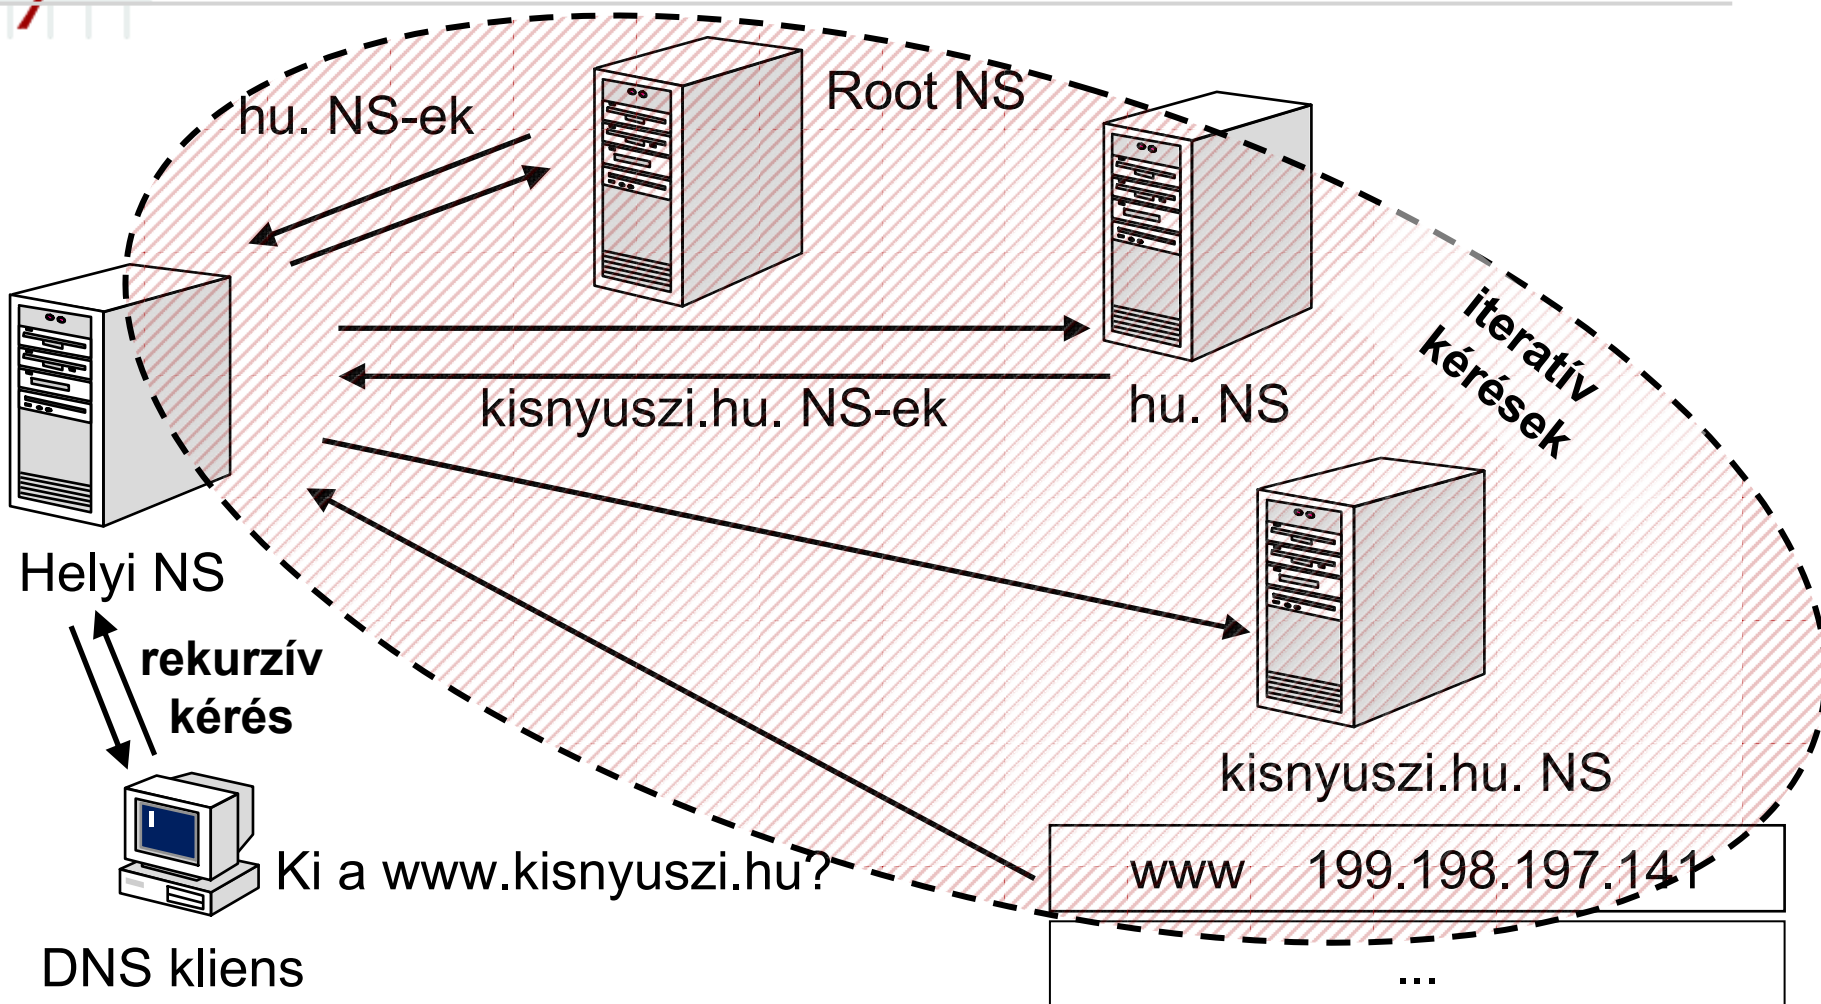 Root NS
hu. NS-ek
iteratív
kérések
kisnyuszi.hu. NS-ek
hu. NS
Helyi NS
rekurzív
kérés
kisnyuszi.hu. NS
Ki a www.kisnyuszi.hu?
www 199.198.197.141
DNS kliens
...